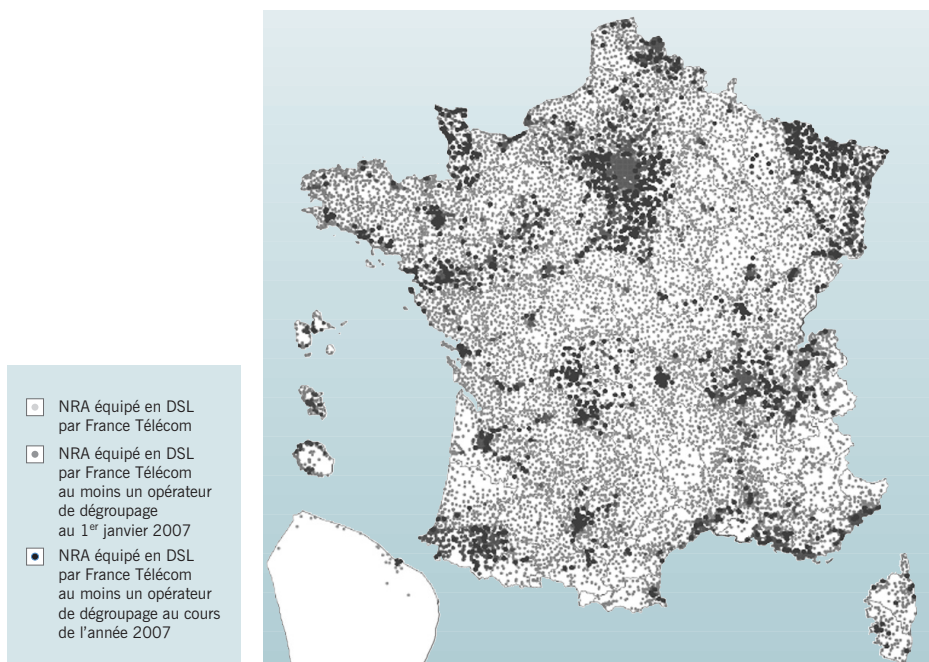 NRA équipé en DSL
par France Télécom
NRA équipé en DSL
par France Télécom
au moins un opérateur
de dégroupage
au 1er janvier 2007
NRA équipé en DSL
par France Télécom
au moins un opérateur
de dégroupage au cours
de l'année 2007